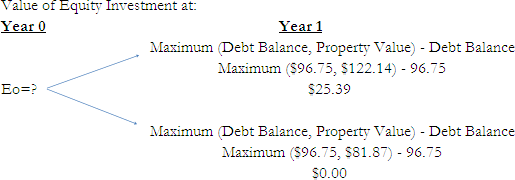 Value of Equity Investment at:
Year 0 Year 1
Maximum (Debt Balance, Property Value) - Debt Balance
Maximum ($96.75, $122.14) - 96.75
Eo=? $25.39
Maximum (Debt Balance, Property Value) - Debt Balance
Maximum ($96.75, $81.87) - 96.75
$0.00